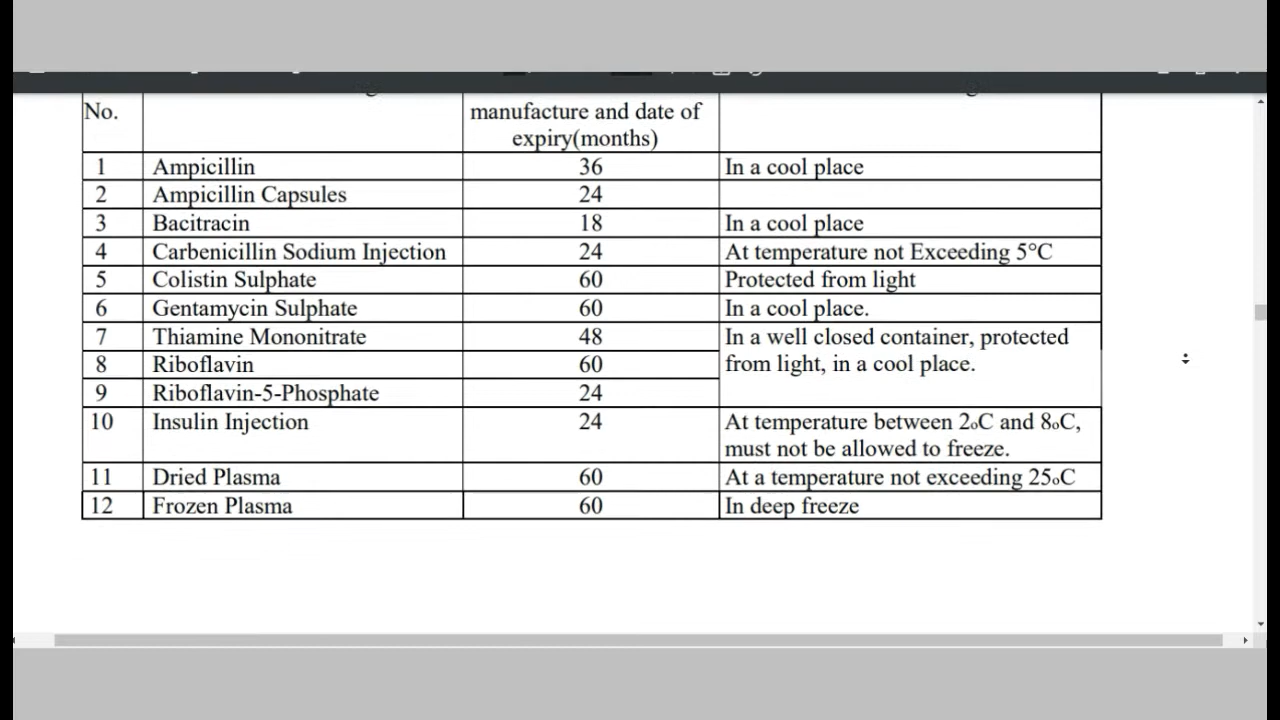 No.
manufacture and date of
expiry(months)
1 Ampicillin 36 In a cool place
2 Ampicillin Capsules 24
3 Bacitracin 18 In a cool place
4 Carbenicillin Sodium Injection 24 At temperature not Exceeding 5°C
5 Colistin Sulphate 60 Protected from light
6 Gentamycin Sulphate 60 In a cool place.
7 Thiamine Mononitrate 48 In a well closed container, protected
8 Riboflavin 60 from light, in a cool place.
9 Riboflavin-5-Phosphate 24
10 Insulin Injection 24 At temperature between 2oC and 8oC,
must not be allowed to freeze.
11 Dried Plasma 60 At a temperature not exceeding 25oC
12 Frozen Plasma 60 In deep freeze